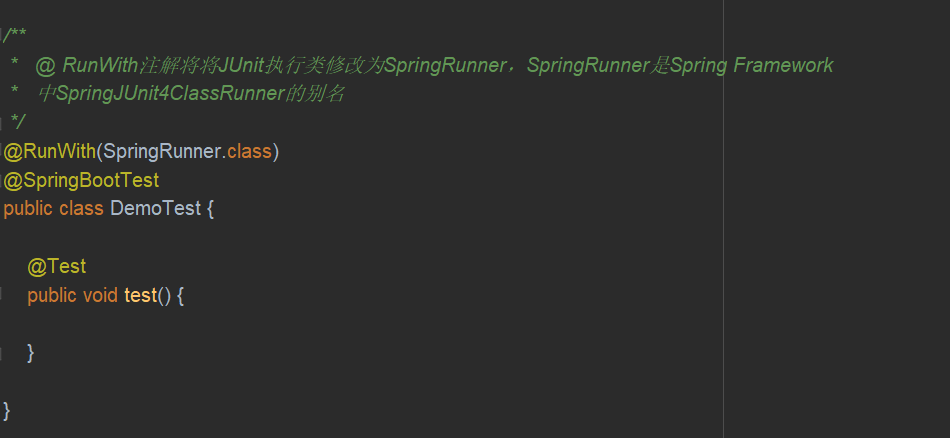 /**
* @ RunWith注解将将JUnit执行类修改为SpringRunner，SpringRunner是Spring Framework
* 中SpringJUnit4ClassRunner的别名
*/
@RunWith(SpringRunner.class)
@SpringBootTest
public class DemoTest {
@Test
public void test() {
}
}